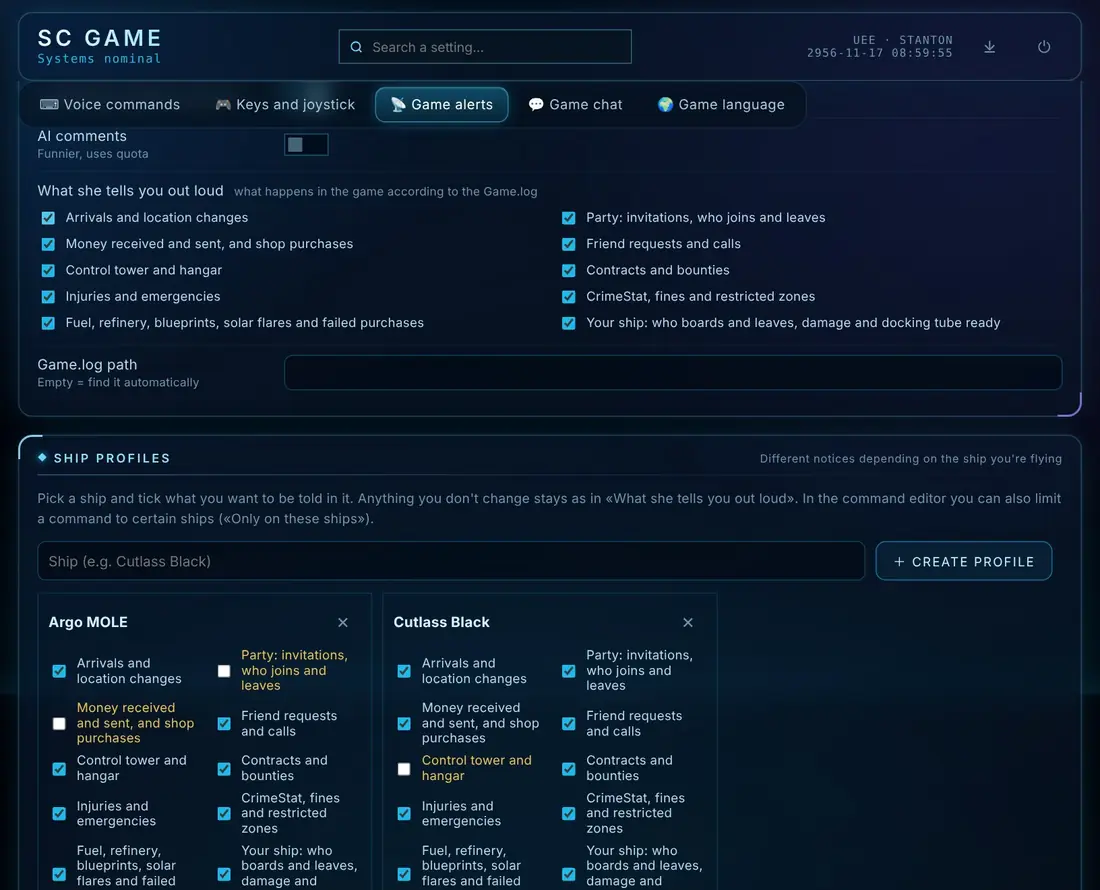 SC GAME
Systems nominal
Search a setting...
UEE · STANTON
2956-11-17 08:59:55
Voice commands
Keys and joystick
Game alerts
Game chat
Game language
AI comments
Funnier, uses quota
What she tells you out loud what happens in the game according to the Game.log
Arrivals and location changes
Party: invitations, who joins and leaves
Money received and sent, and shop purchases
Friend requests and calls
Control tower and hangar
Contracts and bounties
Injuries and emergencies
CrimeStat, fines and restricted zones
Fuel, refinery, blueprints, solar flares and failed purchases
Your ship: who boards and leaves, damage and docking tube ready
Game.log path
Empty = find it automatically
SHIP PROFILES
Different notices depending on the ship you're flying
Pick a ship and tick what you want to be told in it. Anything you don't change stays as in «What she tells you out loud». In the command editor you can also limit
a command to certain ships («Only on these ships»).
Ship (e.g. Cutlass Black)
+ CREATE PROFILE
Argo MOLE
Arrivals and
location changes
Party: invitations,
who joins and
leaves
Money received
and sent, and shop
purchases
Friend requests
and calls
Control tower and
hangar
Contracts and
bounties
Injuries and
emergencies
CrimeStat, fines
and restricted
zones
Fuel, refinery,
blueprints, solar
flares and failed
Your ship: who
boards and leaves,
damage and
Cutlass Black
Arrivals and
location changes
Party: invitations,
who joins and
leaves
Money received
and sent, and shop
purchases
Friend requests
and calls
Control tower and
hangar
Contracts and
bounties
Injuries and
emergencies
CrimeStat, fines
and restricted
zones
Fuel, refinery,
blueprints, solar
flares and failed
Your ship: who
boards and leaves,
damage and